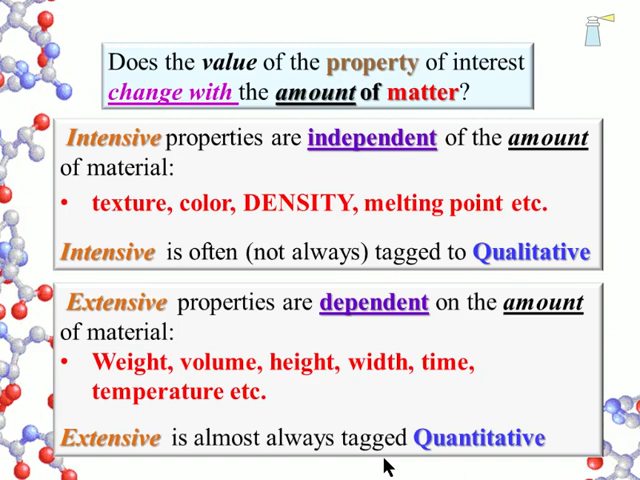 Does the value of the property of interest
change with the amount of matter?
Intensive properties are independent of the amount
of material:
• texture, color, DENSITY, melting point etc.
Intensive is often (not always) tagged to Qualitative
Extensive properties are dependent on the amount
of material:
• Weight, volume, height, width, time,
temperature etc.
Extensive is almost always tagged Quantitative